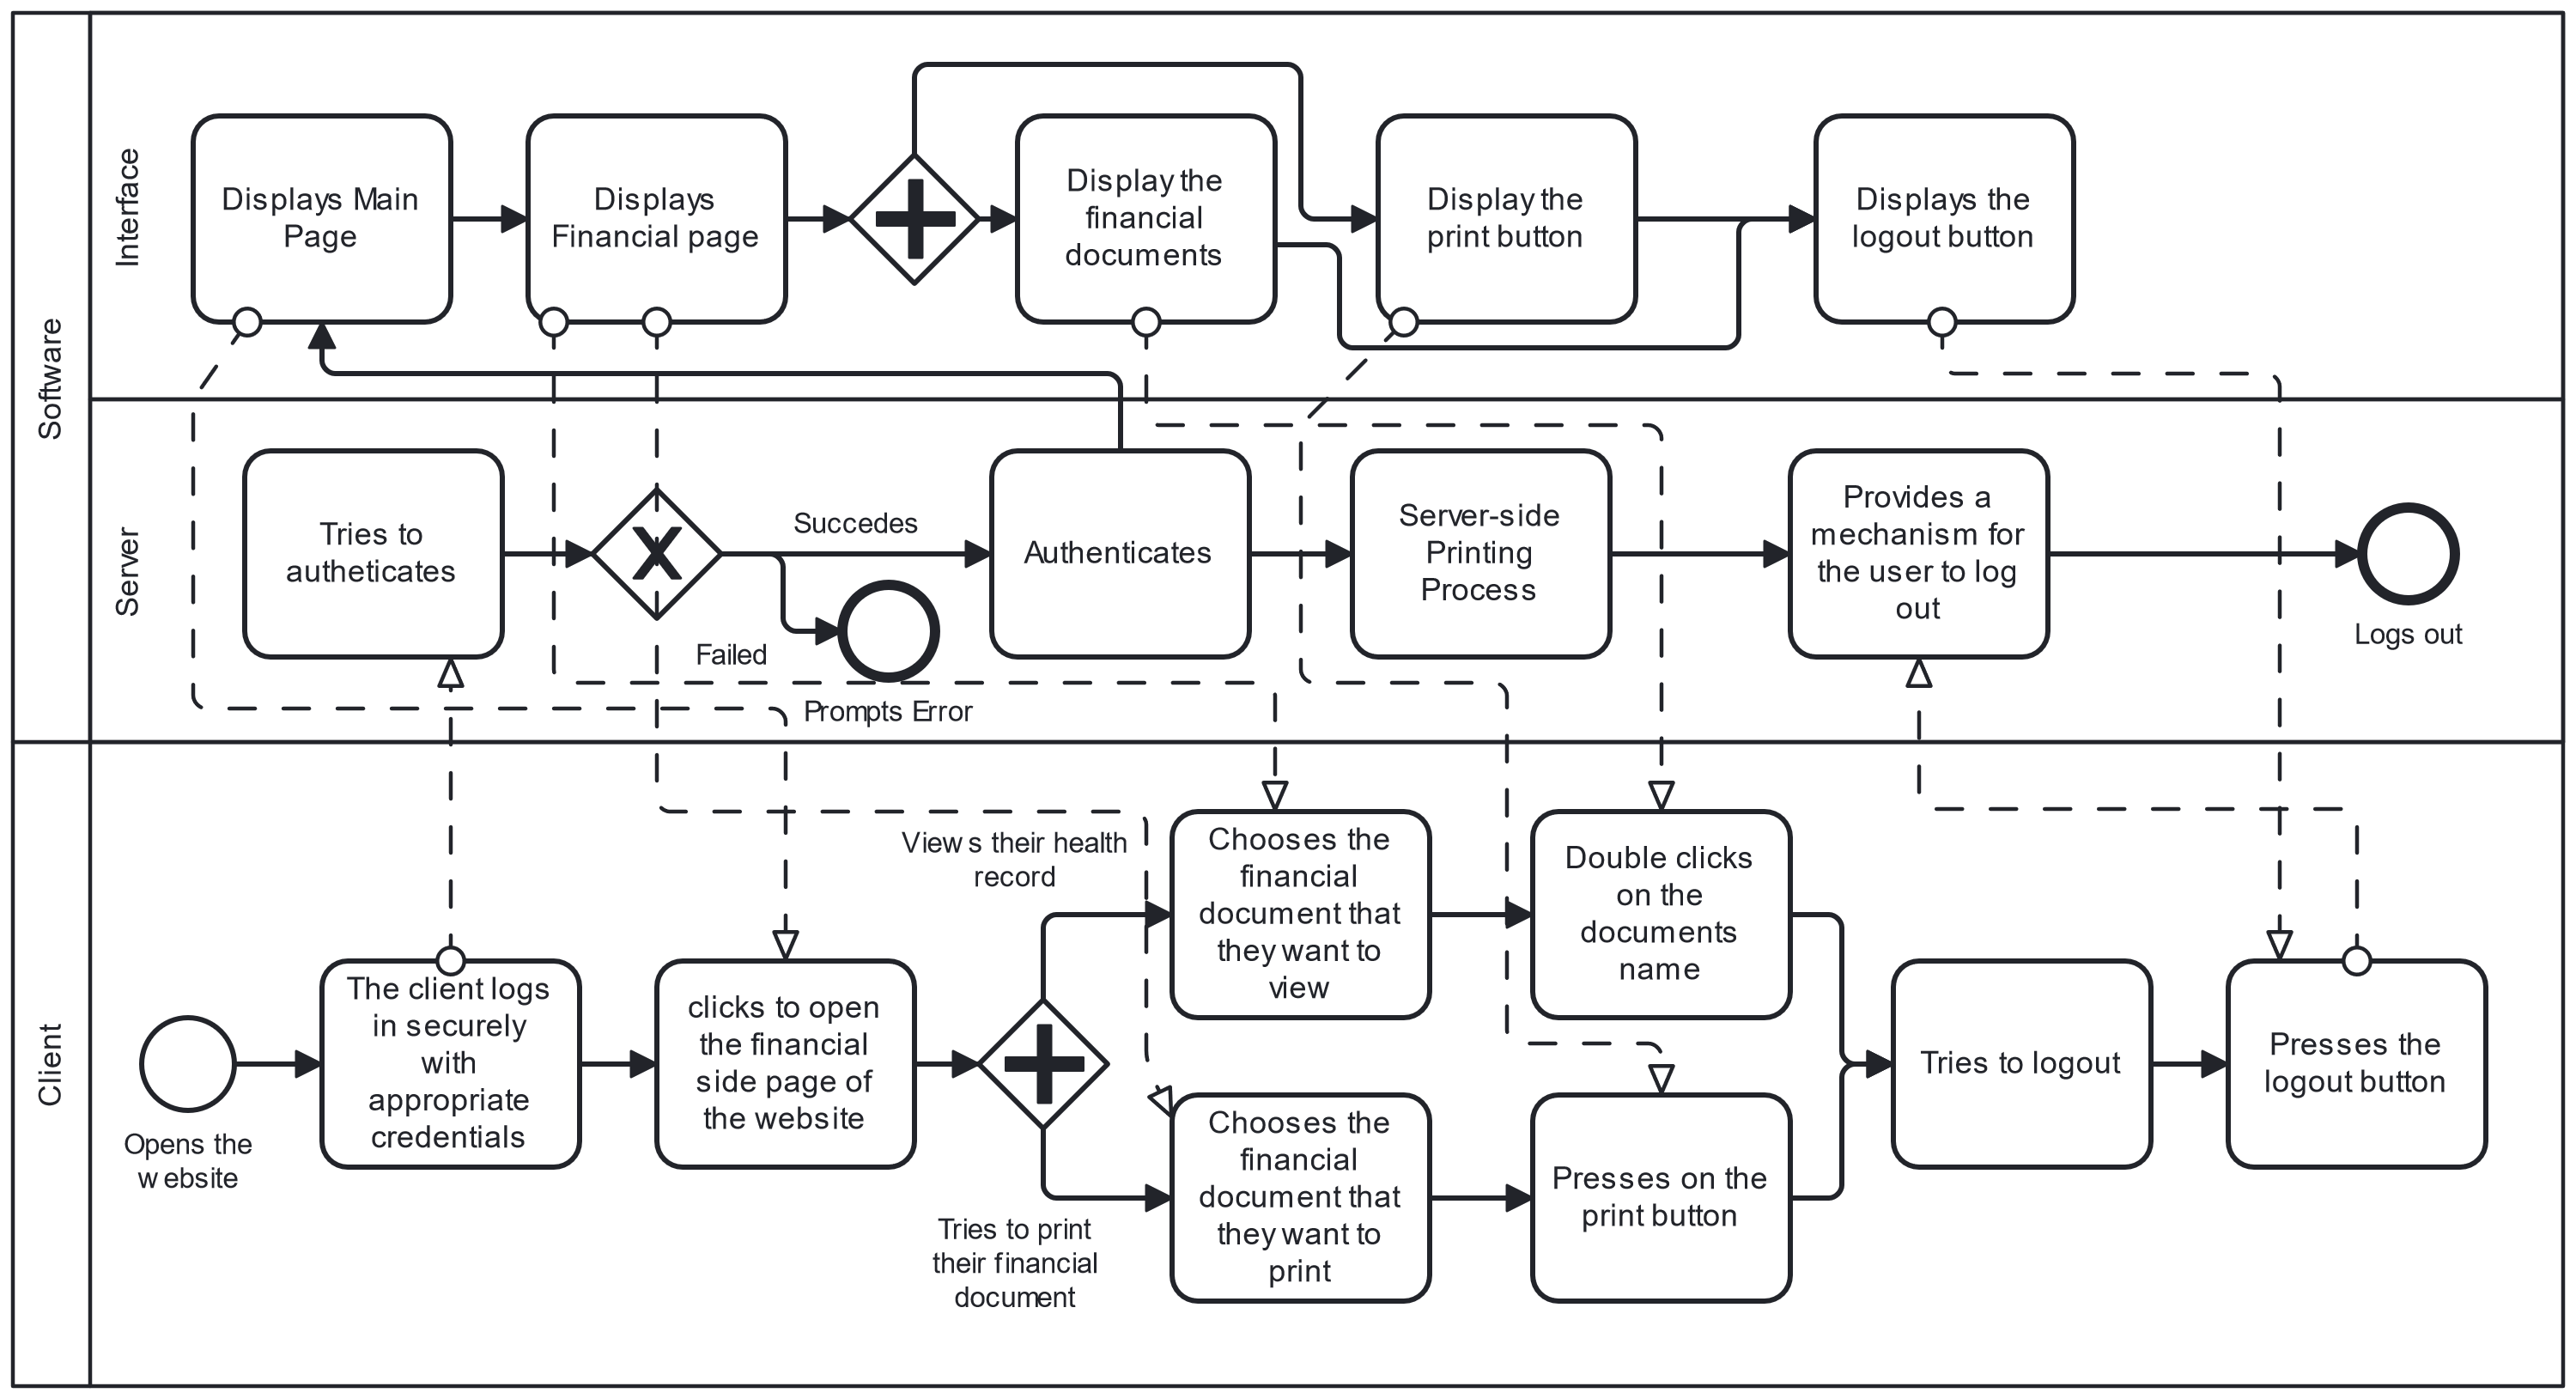 Software
Interface
Displays Main
Page
Displays
Financial page
Display the
financial
documents
Display the
print button
Displays the
logout button
Server
Tries to
autheticates
X
Succedes
Failed
Prompts Error
Authenticates
Server-side
Printing
Process
Provides a
mechanism for
the user to log
out
Logs out
Client
Opens the
website
The client logs
in securely
with
appropriate
credentials
clicks to open
the financial
side page of
the website
Views their health
record
Tries to print
their financial
document
Chooses the
financial
document that
they want to
view
Double clicks
on the
documents
name
Chooses the
financial
document that
they want to
print
Presses on the
print button
Tries to logout
Presses the
logout button